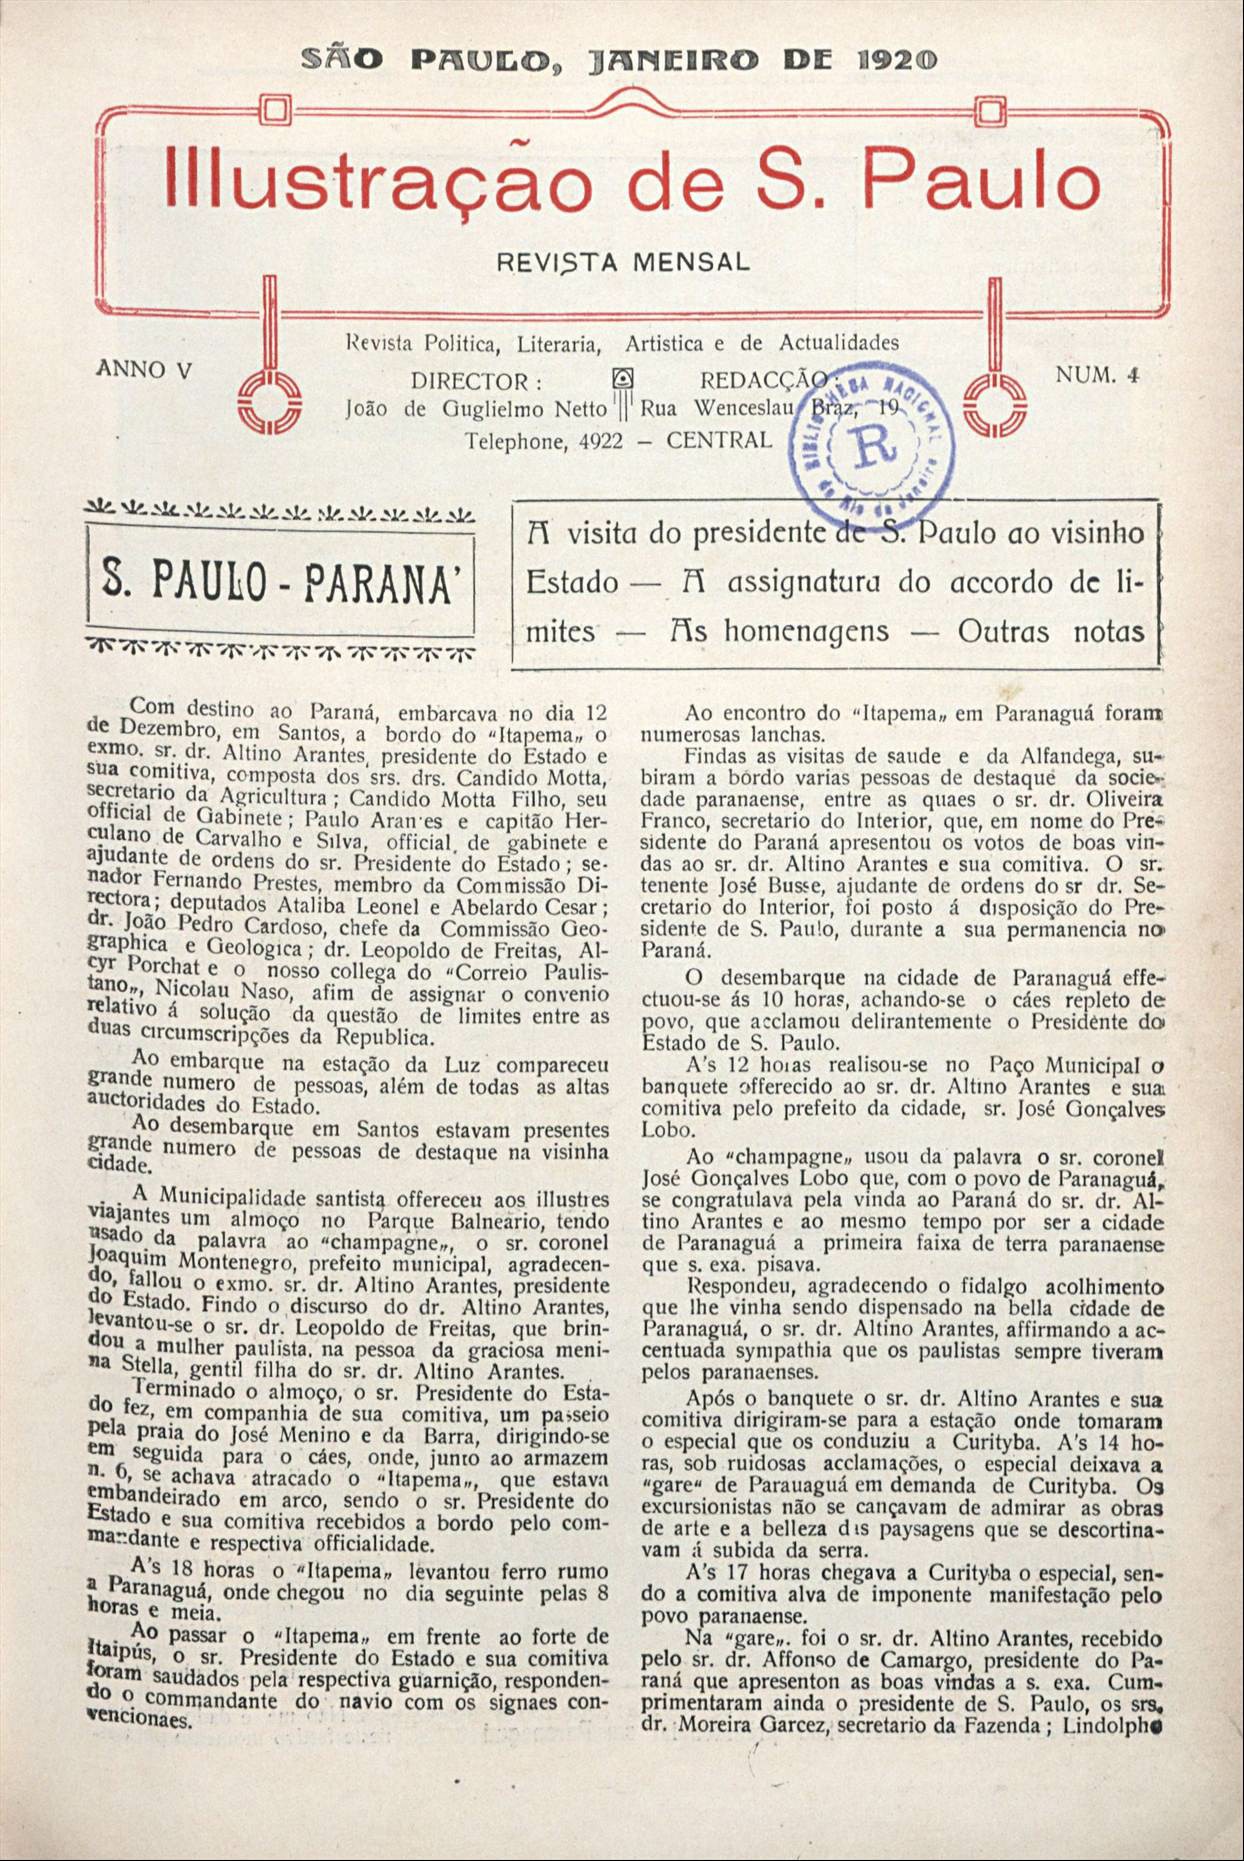 SÃO PAULO, JANEIRO DE 1920
Illustração de S. Paulo
REVISTA MENSAL
Revista Politica, Literaria, Artistica e de Actualidades
ANNO V
DIRECTOR :
João de Guglielmo Netto
REDACÇÃO :
Rua Wenceslau Braz, 19
Telephone, 4922 — CENTRAL
NUM. 4
BIBLIOTHECA NACIONAL
R
do Rio de Janeiro
S. PAULO - PARANA'
A visita do presidente de S. Paulo ao visinho
Estado — A assignatura do accordo de li-
mites — As homenagens — Outras notas
Com destino ao Paraná, embarcava no dia 12
de Dezembro, em Santos, a bordo do “Itapema„ o
exmo. sr. dr. Altino Arantes, presidente do Estado e
sua comitiva, composta dos srs. drs. Candido Motta,
secretario da Agricultura ; Candido Motta Filho, seu
official de Gabinete ; Paulo Arantes e capitão Her-
culano de Carvalho e Silva, official de gabinete e
ajudante de ordens do sr. Presidente do Estado ; se-
nador Fernando Prestes, membro da Commissão Di-
rectora ; deputados Ataliba Leonel e Abelardo Cesar ;
dr. João Pedro Cardoso, chefe da Commissão Geo-
graphica e Geologica ; dr. Leopoldo de Freitas, Al-
cyr Porchat e o nosso collega do “Correio Paulis-
tano„, Nicolau Naso, afim de assignar o convenio
relativo á solução da questão de limites entre as
duas circumscripções da Republica.
Ao embarque na estação da Luz compareceu
grande numero de pessoas, além de todas as altas
auctoridades do Estado.
Ao desembarque em Santos estavam presentes
grande numero de pessoas de destaque na visinha
cidade.
A Municipalidade santista offereceu aos illustres
viajantes um almoço no Parque Balneario, tendo
usado da palavra ao “champagne„, o sr. coronel
Joaquim Montenegro, prefeito municipal, agradecen-
do, fallou o exmo. sr. dr. Altino Arantes, presidente
do Estado. Findo o discurso do dr. Altino Arantes,
levantou-se o sr. dr. Leopoldo de Freitas, que brin-
dou a mulher paulista, na pessoa da graciosa meni-
na Stella, gentil filha do sr. dr. Altino Arantes.
Terminado o almoço, o sr. Presidente do Esta-
do fez, em companhia de sua comitiva, um passeio
pela praia do José Menino e da Barra, dirigindo-se
em seguida para o cáes, onde, junto ao armazem
n. 6, se achava atracado o “Itapema„, que estava
embandeirado em arco, sendo o sr. Presidente do
Estado e sua comitiva recebidos a bordo pelo com-
mandante e respectiva officialidade.
A's 18 horas o “Itapema„ levantou ferro rumo
a Paranaguá, onde chegou no dia seguinte pelas 8
horas e meia.
Ao passar o “Itapema„ em frente ao forte de
Itaipús, o sr. Presidente do Estado e sua comitiva
foram saudados pela respectiva guarnição, responden-
do o commandante do navio com os signaes con-
vencionaes.
Ao encontro do “Itapema„ em Paranaguá foram
numerosas lanchas.
Findas as visitas de saude e da Alfandega, su-
biram a bórdo varias pessoas de destaque da socie-
dade paranaense, entre as quaes o sr. dr. Oliveira
Franco, secretario do Interior, que, em nome do Pre-
sidente do Paraná apresentou os votos de boas vin-
das ao sr. dr. Altino Arantes e sua comitiva. O sr.
tenente José Busse, ajudante de ordens do sr dr. Se-
cretario do Interior, foi posto á disposição do Pre-
sidente de S. Paulo, durante a sua permanencia no
Paraná.
O desembarque na cidade de Paranaguá effe-
ctuou-se ás 10 horas, achando-se o cáes repleto de
povo, que acclamou delirantemente o Presidente do
Estado de S. Paulo.
A's 12 horas realisou-se no Paço Municipal o
banquete offerecido ao sr. dr. Altino Arantes e sua
comitiva pelo prefeito da cidade, sr. José Gonçalves
Lobo.
Ao “champagne„ usou da palavra o sr. coronel
José Gonçalves Lobo que, com o povo de Paranaguá,
se congratulava pela vinda ao Paraná do sr. dr. Al-
tino Arantes e ao mesmo tempo por ser a cidade
de Paranaguá a primeira faixa de terra paranaense
que s. exa. pisava.
Respondeu, agradecendo o fidalgo acolhimento
que lhe vinha sendo dispensado na bella cidade de
Paranaguá, o sr. dr. Altino Arantes, affirmando a ac-
centuada sympathia que os paulistas sempre tiveram
pelos paranaenses.
Após o banquete o sr. dr. Altino Arantes e sua
comitiva dirigiram-se para a estação onde tomaram
o especial que os conduziu a Curityba. A's 14 ho-
ras, sob ruidosas acclamações, o especial deixava a
“gare“ de Parauaguá em demanda de Curityba. Os
excursionistas não se cançavam de admirar as obras
de arte e a belleza das paysagens que se descortina-
vam á subida da serra.
A's 17 horas chegava a Curityba o especial, sen-
do a comitiva alva de imponente manifestação pelo
povo paranaense.
Na “gare„. foi o sr. dr. Altino Arantes, recebido
pelo sr. dr. Affonso de Camargo, presidente do Pa-
raná que apresenton as boas vindas a s. exa. Cum-
primentaram ainda o presidente de S. Paulo, os srs.
dr. Moreira Garcez, secretario da Fazenda ; Lindolpho